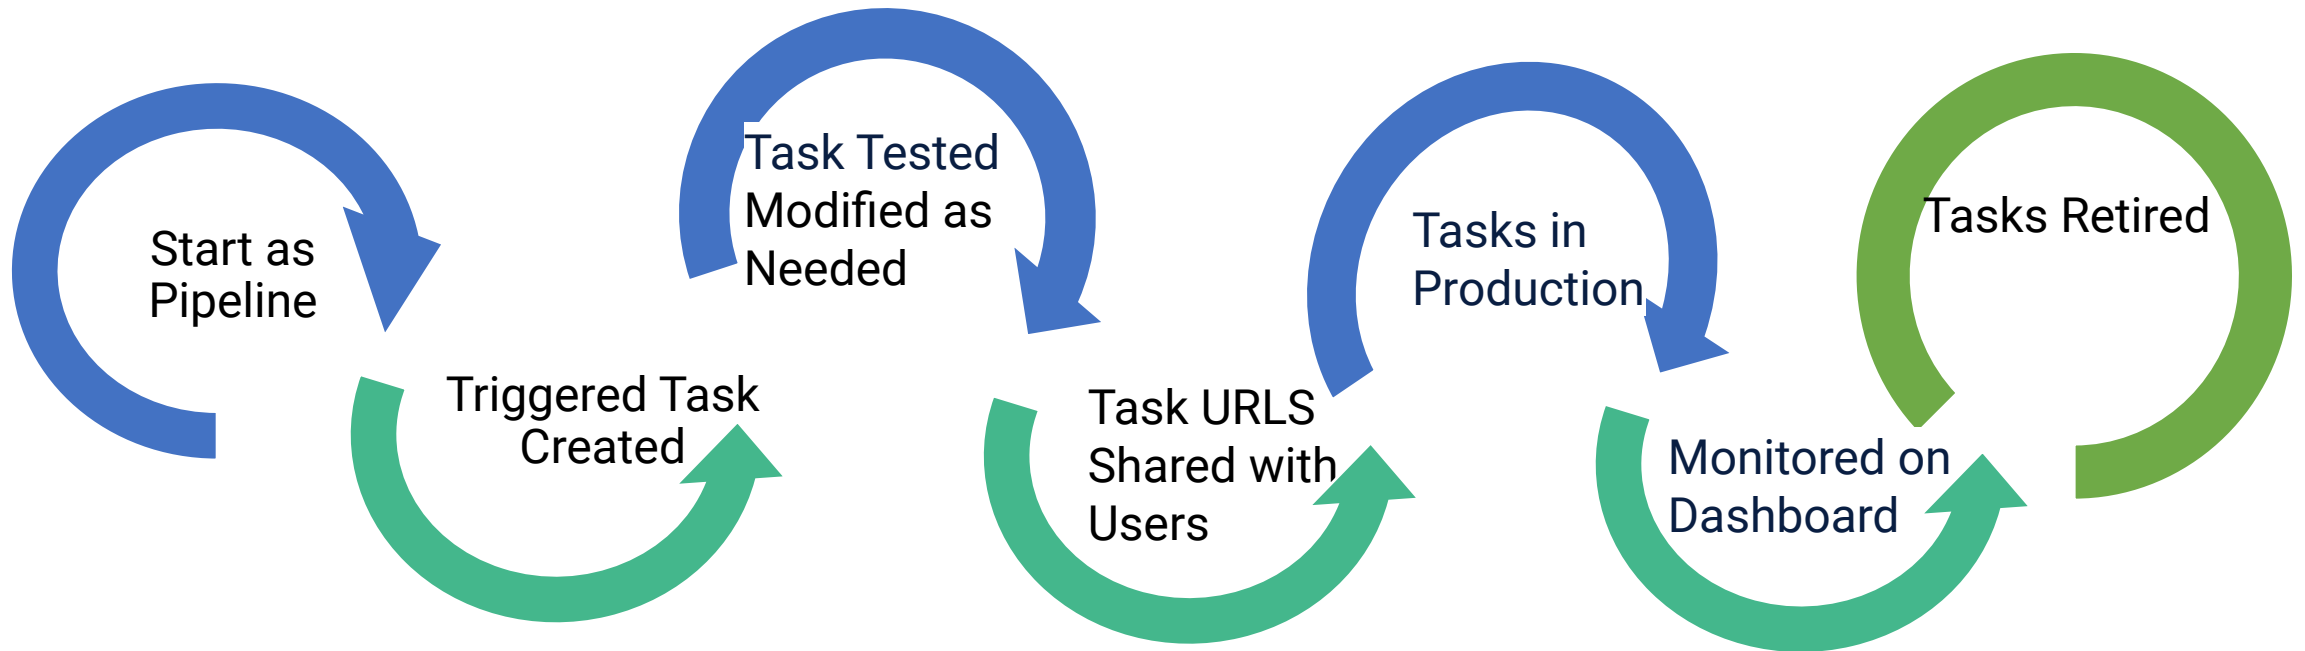 Start as
Pipeline
Triggered Task
Created
Task Tested
Modified as
Needed
Task URLS
Shared with
Users
Tasks in
Production
Monitored on
Dashboard
Tasks Retired